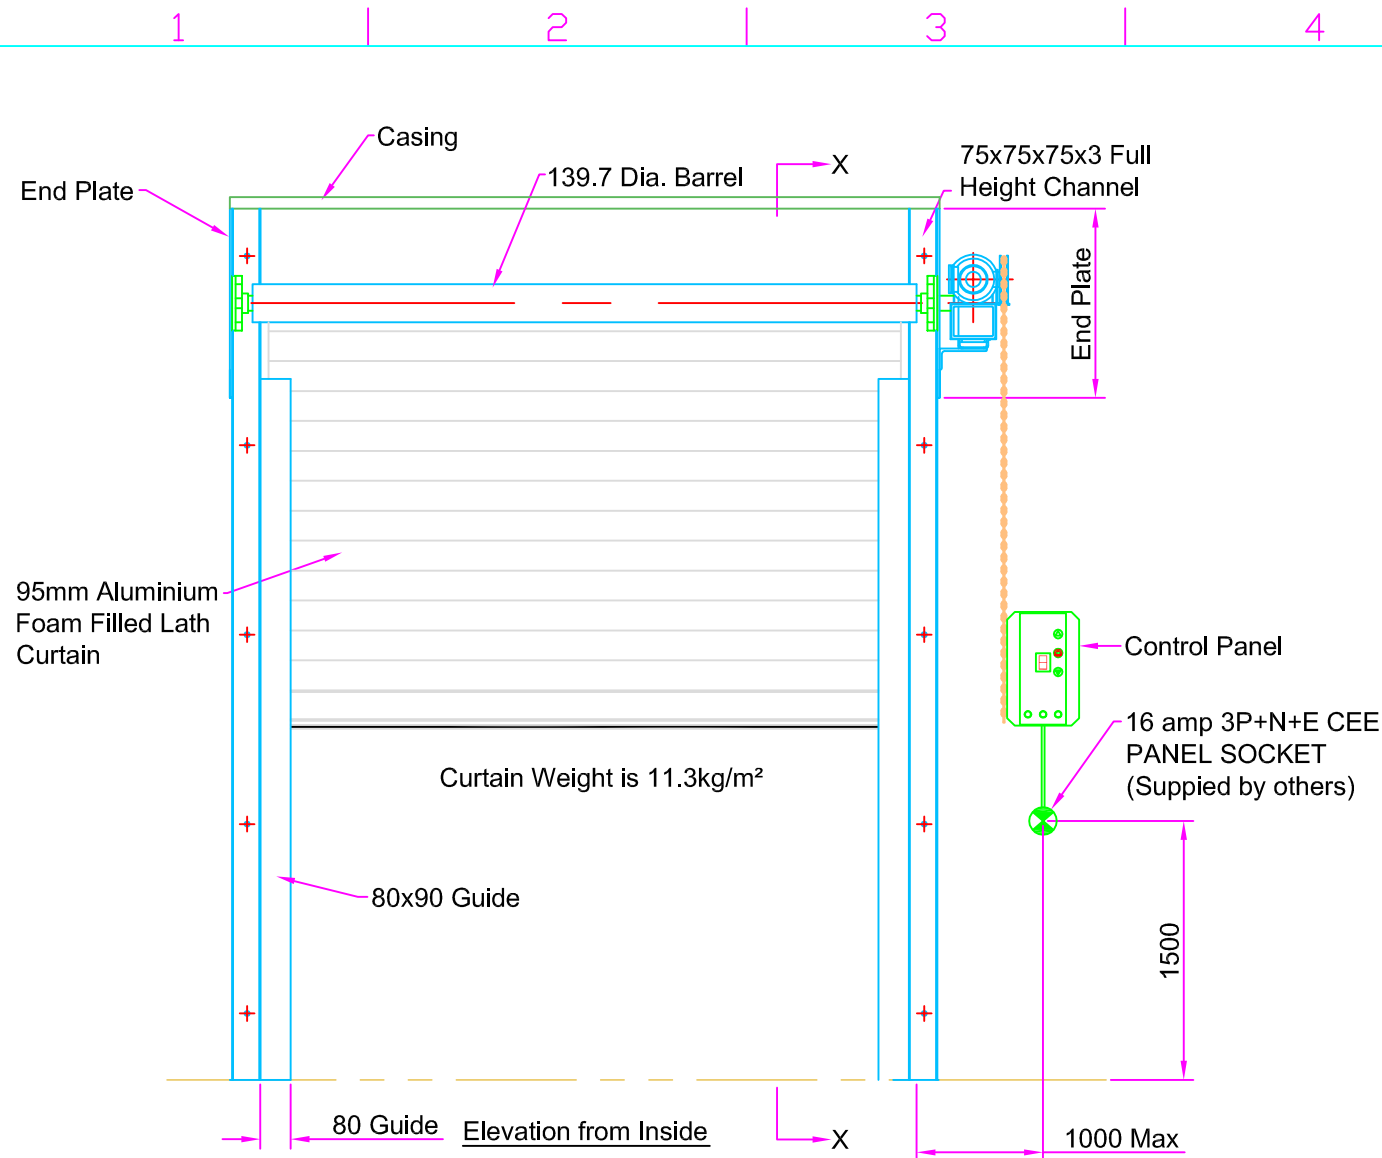 1 2 3 4
Casing
End Plate
139.7 Dia. Barrel
X
75x75x75x3 Full
Height Channel
End Plate
95mm Aluminium
Foam Filled Lath
Curtain
Control Panel
16 amp 3P+N+E CEE
PANEL SOCKET
(Suppied by others)
Curtain Weight is 11.3kg/m²
80x90 Guide
1500
80 Guide
Elevation from Inside
X
1000 Max